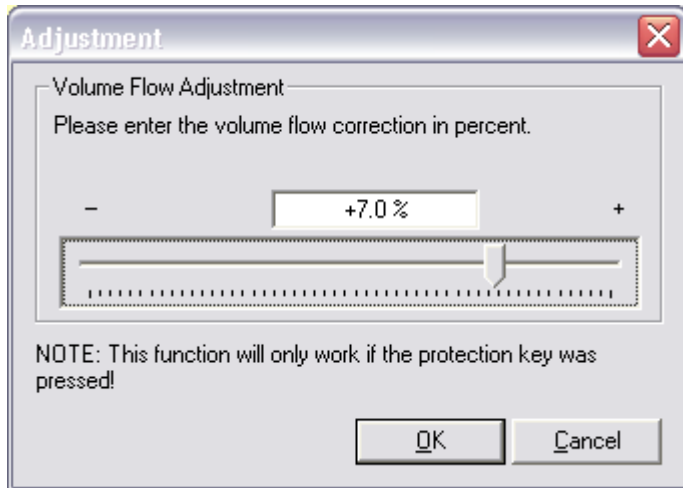 Adjustment
Volume Flow Adjustment
Please enter the volume flow correction in percent.
− +7.0 % +
NOTE: This function will only work if the protection key was
pressed!
OK Cancel